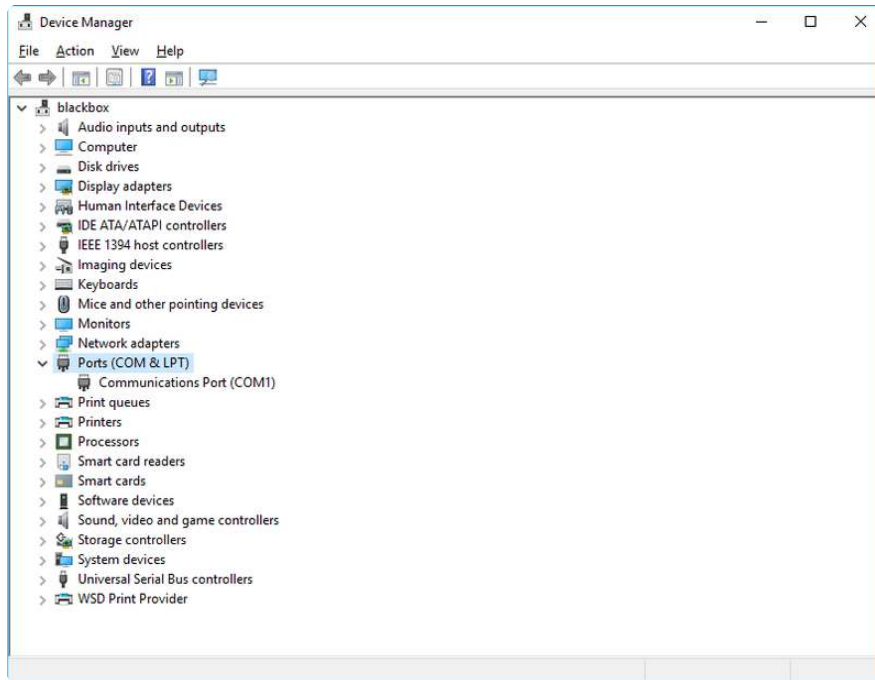 Device Manager
File Action View Help
blackbox
Audio inputs and outputs
Computer
Disk drives
Display adapters
Human Interface Devices
IDE ATA/ATAPI controllers
IEEE 1394 host controllers
Imaging devices
Keyboards
Mice and other pointing devices
Monitors
Network adapters
Ports (COM & LPT)
Communications Port (COM1)
Print queues
Printers
Processors
Smart card readers
Smart cards
Software devices
Sound, video and game controllers
Storage controllers
System devices
Universal Serial Bus controllers
WSD Print Provider